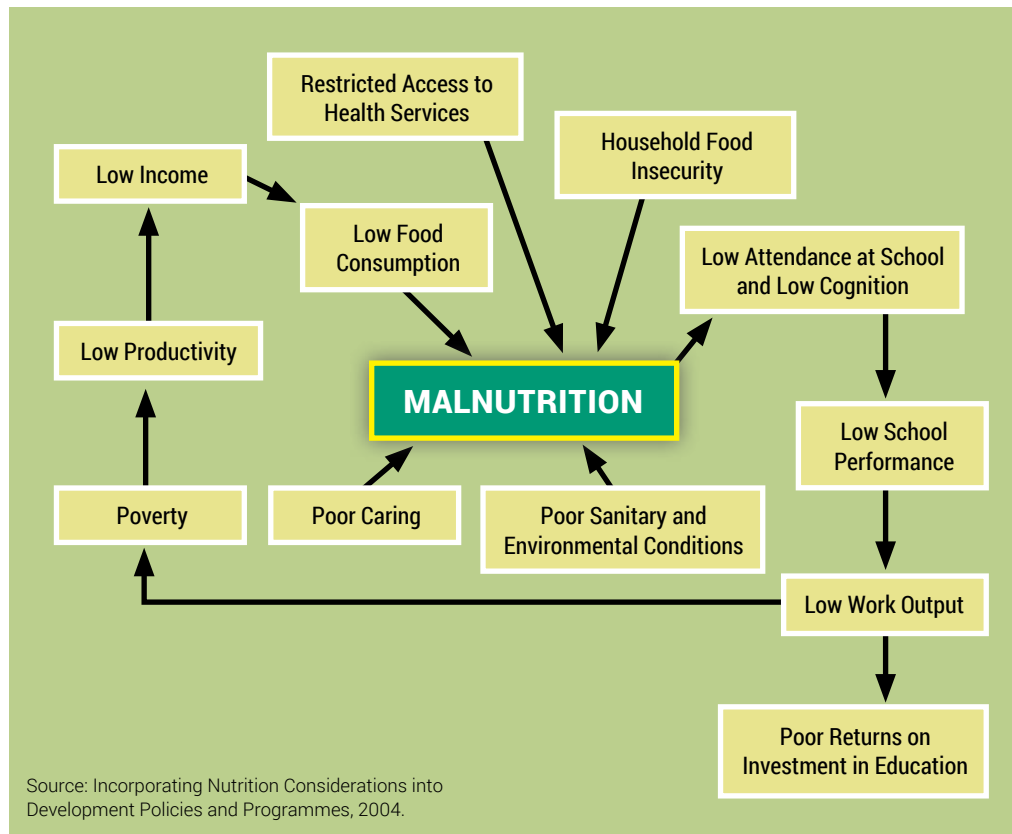 Restricted Access to
Health Services
Household Food
Insecurity
Low Income
Low Food
Consumption
Low Attendance at School
and Low Cognition
Low Productivity
MALNUTRITION
Low School
Performance
Poverty
Poor Caring
Poor Sanitary and
Environmental Conditions
Low Work Output
Poor Returns on
Investment in Education
Source: Incorporating Nutrition Considerations into
Development Policies and Programmes, 2004.